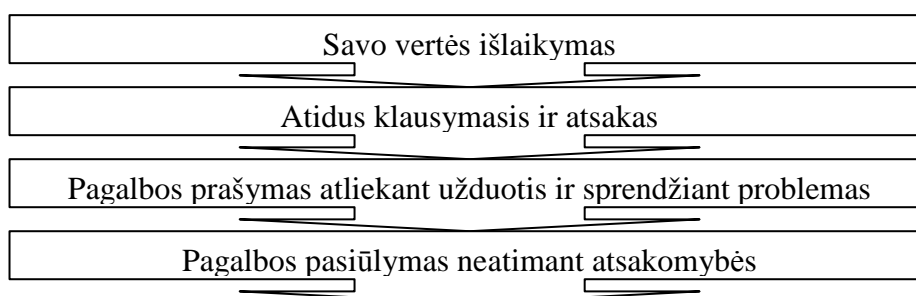 Savo vertės išlaikymas
Atidus klausymasis ir atsakas
Pagalbos prašymas atliekant užduotis ir sprendžiant problemas
Pagalbos pasiūlymas neatimant atsakomybės